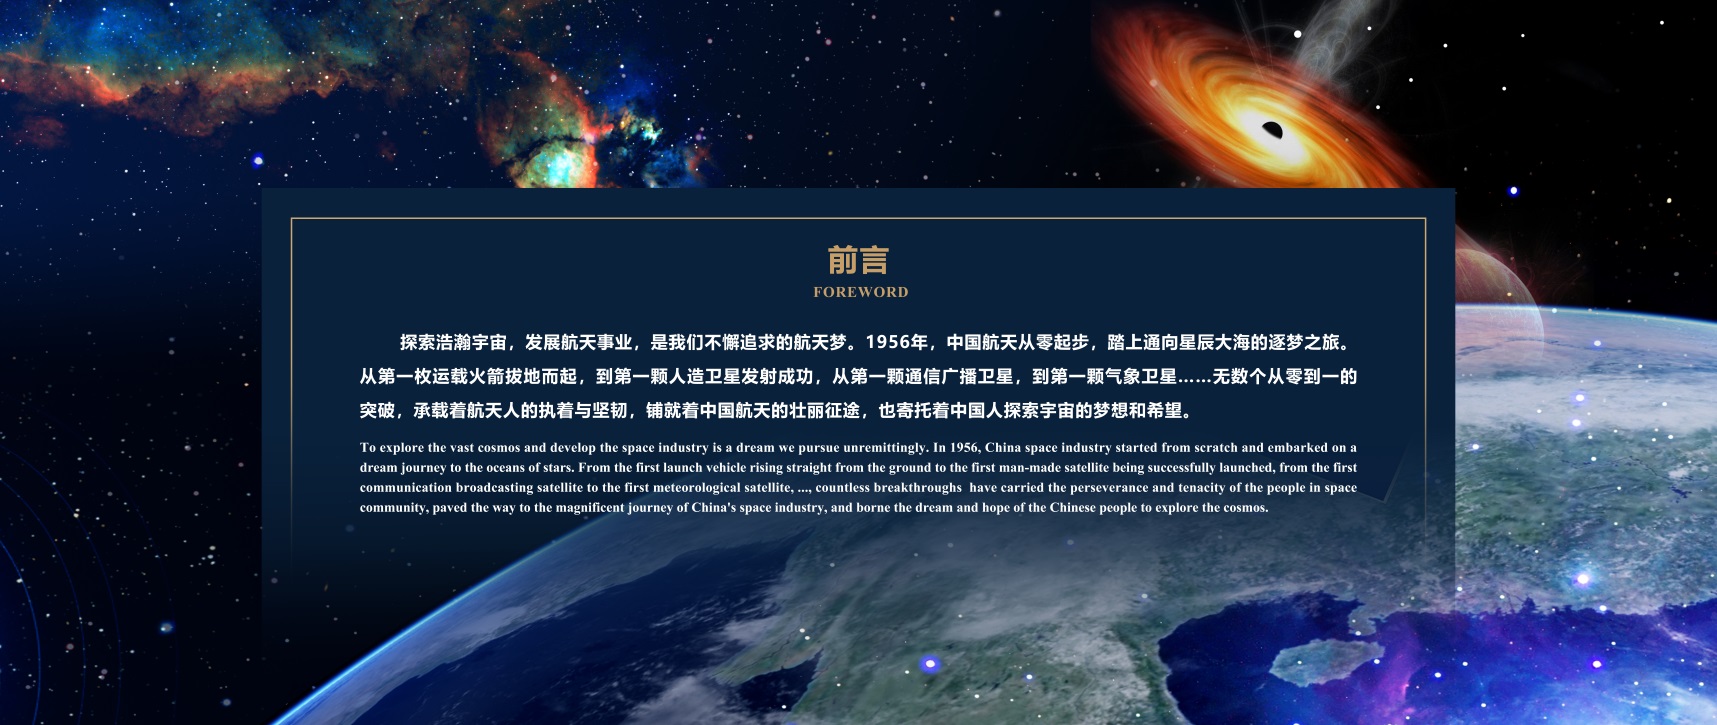 前言
FOREWORD
探索浩瀚宇宙，发展航天事业，是我们不懈追求的航天梦。1956年，中国航天从零起步，踏上通向星辰大海的逐梦之旅。
从第一枚运载火箭拔地而起，到第一颗人造卫星发射成功，从第一颗通信广播卫星，到第一颗气象卫星……无数个从零到一的
突破，承载着航天人的执着与坚韧，铺就着中国航天的壮丽征途，也寄托着中国人探索宇宙的梦想和希望。
To explore the vast cosmos and develop the space industry is a dream we pursue unremittingly. In 1956, China space industry started from scratch and embarked on a
dream journey to the oceans of stars. From the first launch vehicle rising straight from the ground to the first man-made satellite being successfully launched, from the first
communication broadcasting satellite to the first meteorological satellite, ..., countless breakthroughs  have carried the perseverance and tenacity of the people in space
community, paved the way to the magnificent journey of China's space industry, and borne the dream and hope of the Chinese people to explore the cosmos.